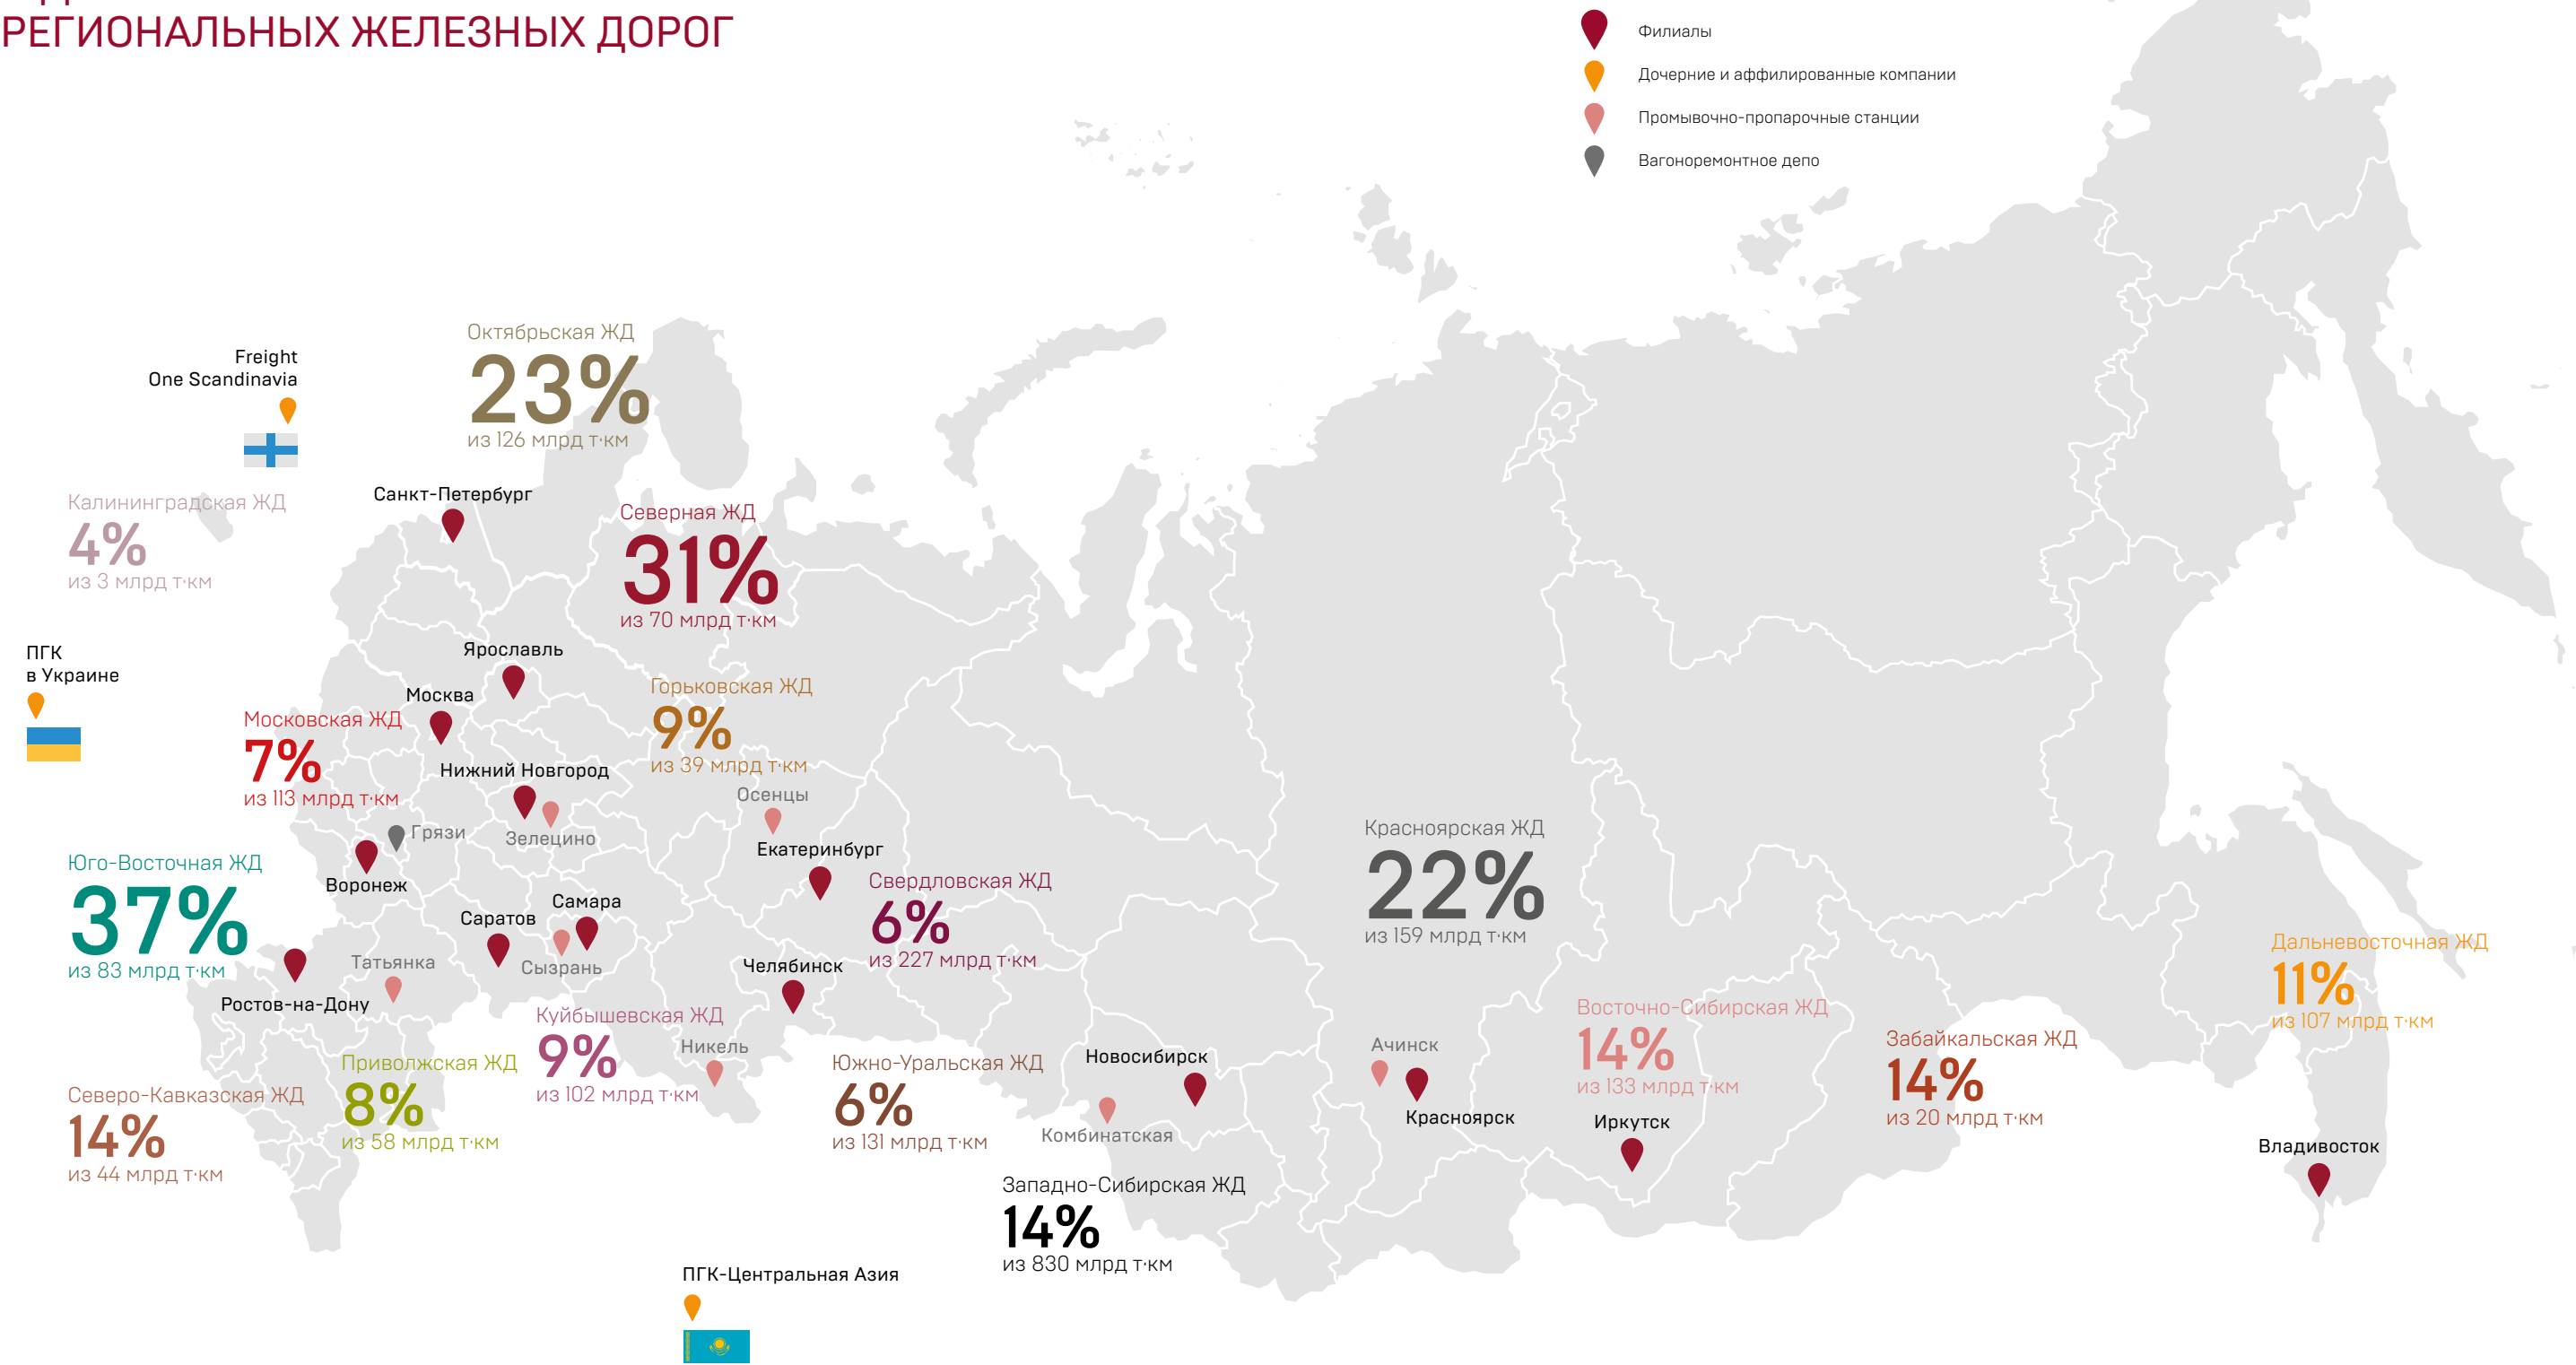 РЕГИОНАЛЬНЫХ ЖЕЛЕЗНЫХ ДОРОГ
Филиалы
Дочерние и аффилированные компании
Промывочно-пропарочные станции
Вагоноремонтное депо
Октябрьская ЖД
23%
из 126 млрд т·км
Freight
One Scandinavia
Калининградская ЖД
4%
из 3 млрд т·км
Санкт-Петербург
Северная ЖД
31%
из 70 млрд т·км
ПГК
в Украине
Ярославль
Москва
Московская ЖД
7%
из 113 млрд т·км
Горьковская ЖД
9%
из 39 млрд т·км
Нижний Новгород
Осенцы
Грязи
Зелецино
Екатеринбург
Воронеж
Юго-Восточная ЖД
37%
из 83 млрд т·км
Свердловская ЖД
6%
из 227 млрд т·км
Красноярская ЖД
22%
из 159 млрд т·км
Самара
Саратов
Сызрань
Татьянка
Челябинск
Ростов-на-Дону
Дальневосточная ЖД
11%
из 107 млрд т·км
Куйбышевская ЖД
9%
из 102 млрд т·км
Никель
Приволжская ЖД
8%
из 58 млрд т·км
Северо-Кавказская ЖД
14%
из 44 млрд т·км
Южно-Уральская ЖД
6%
из 131 млрд т·км
Новосибирск
Комбинатская
Ачинск
Красноярск
Восточно-Сибирская ЖД
14%
из 133 млрд т·км
Иркутск
Забайкальская ЖД
14%
из 20 млрд т·км
Владивосток
Западно-Сибирская ЖД
14%
из 830 млрд т·км
ПГК-Центральная Азия